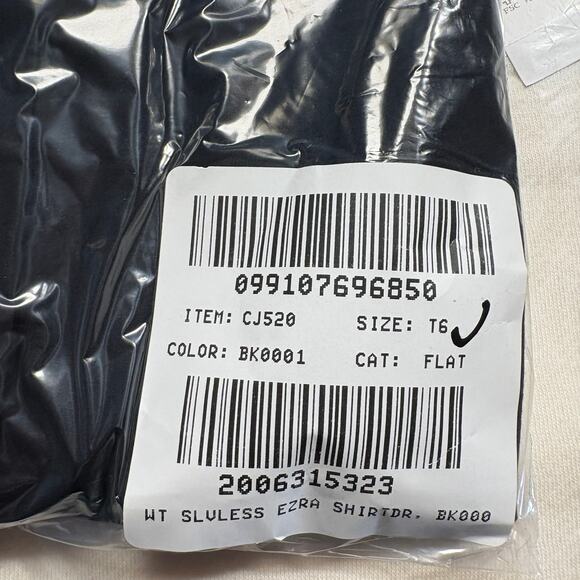 099107696850
ITEM: CJ520 SIZE: T6
COLOR: BK0001 CAT: FLAT
2006315323
WT SLVLESS EZRA SHIRTDR, BK000